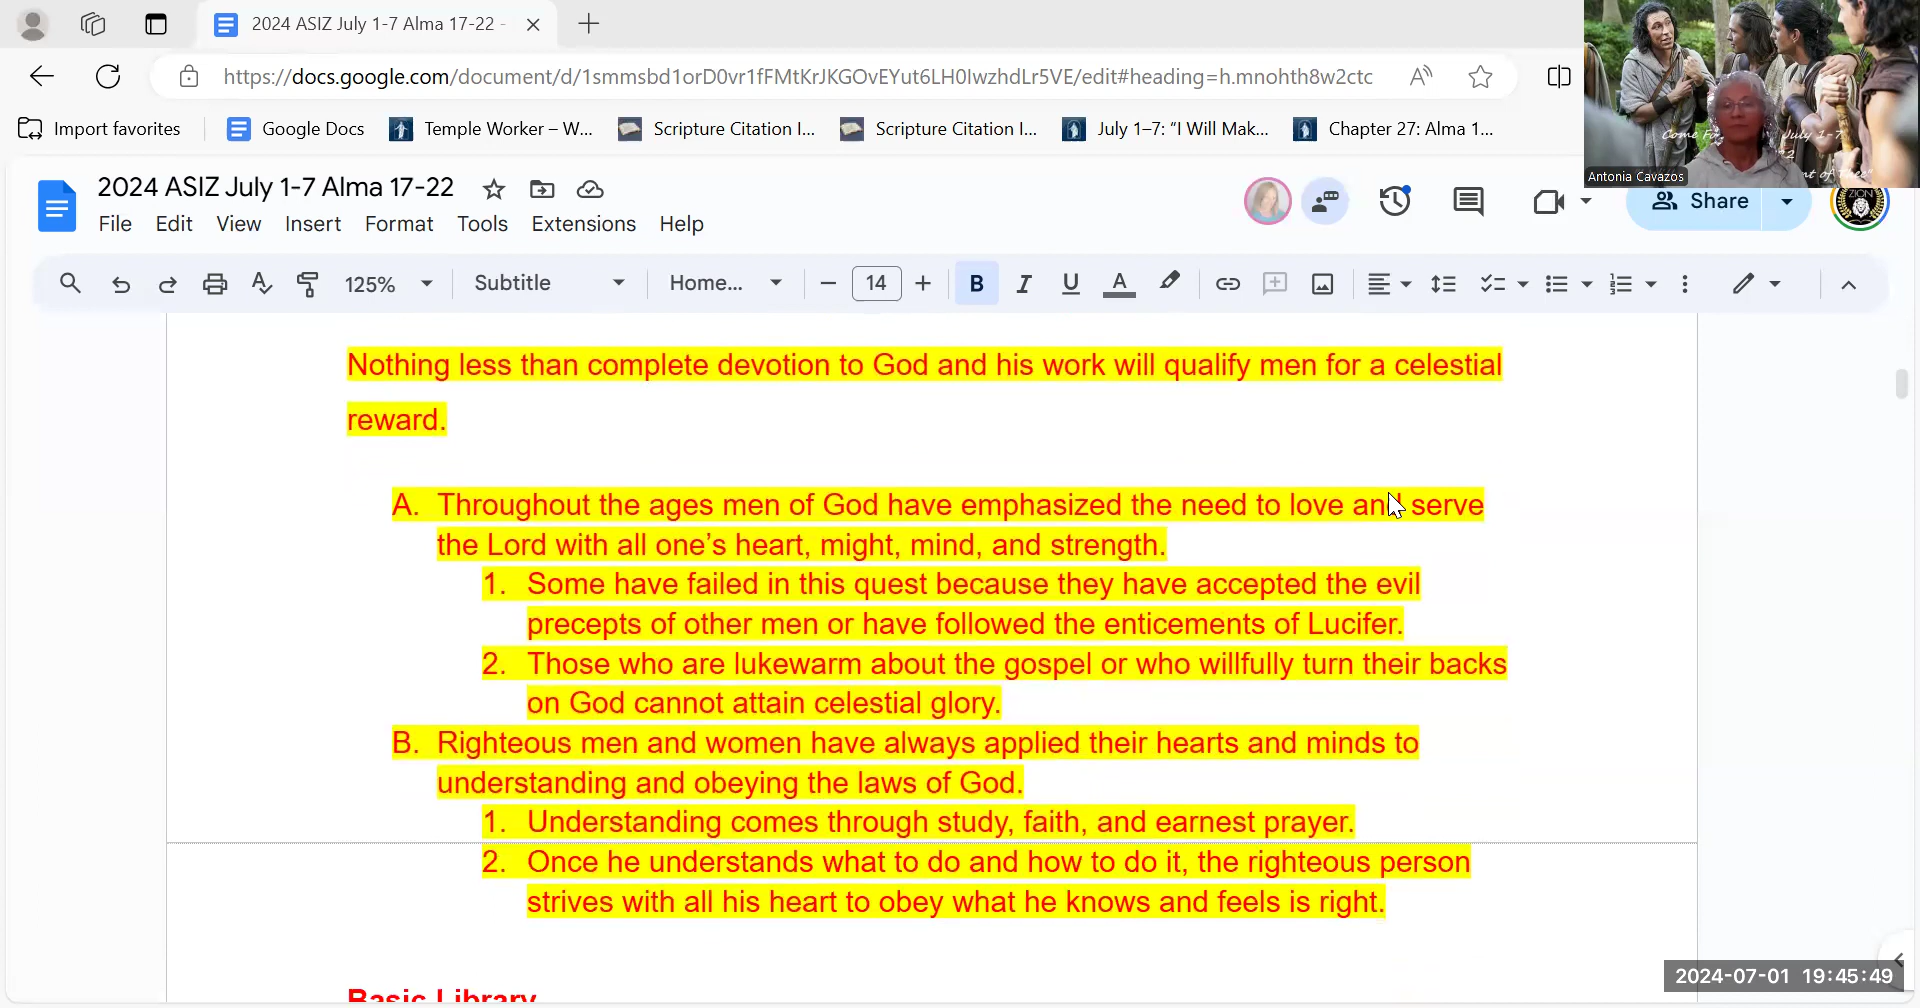 2024 ASIZ July 1-7 Alma 17-22 -
https://docs.google.com/document/d/1smmsbd1orD0vr1fFMtKrJKGOvEYut6LH0IwzhdLr5VE/edit#heading=h.mnohth8w2ctc
Import favorites
Google Docs
Temple Worker – W...
Scripture Citation I...
Scripture Citation I...
July 1–7: “I Will Mak...
Chapter 27: Alma 1...
Come Fo
July 1-7
Antonia Cavazos
2024 ASIZ July 1-7 Alma 17-22
Share
ZION
File Edit View Insert Format Tools Extensions Help
125% Subtitle Home... 14 B I U A
Nothing less than complete devotion to God and his work will qualify men for a celestial
reward.
A. Throughout the ages men of God have emphasized the need to love and serve
the Lord with all one’s heart, might, mind, and strength.
1. Some have failed in this quest because they have accepted the evil
precepts of other men or have followed the enticements of Lucifer.
2. Those who are lukewarm about the gospel or who willfully turn their backs
on God cannot attain celestial glory.
B. Righteous men and women have always applied their hearts and minds to
understanding and obeying the laws of God.
1. Understanding comes through study, faith, and earnest prayer.
2. Once he understands what to do and how to do it, the righteous person
strives with all his heart to obey what he knows and feels is right.
Basic Library
2024-07-01 19:45:49